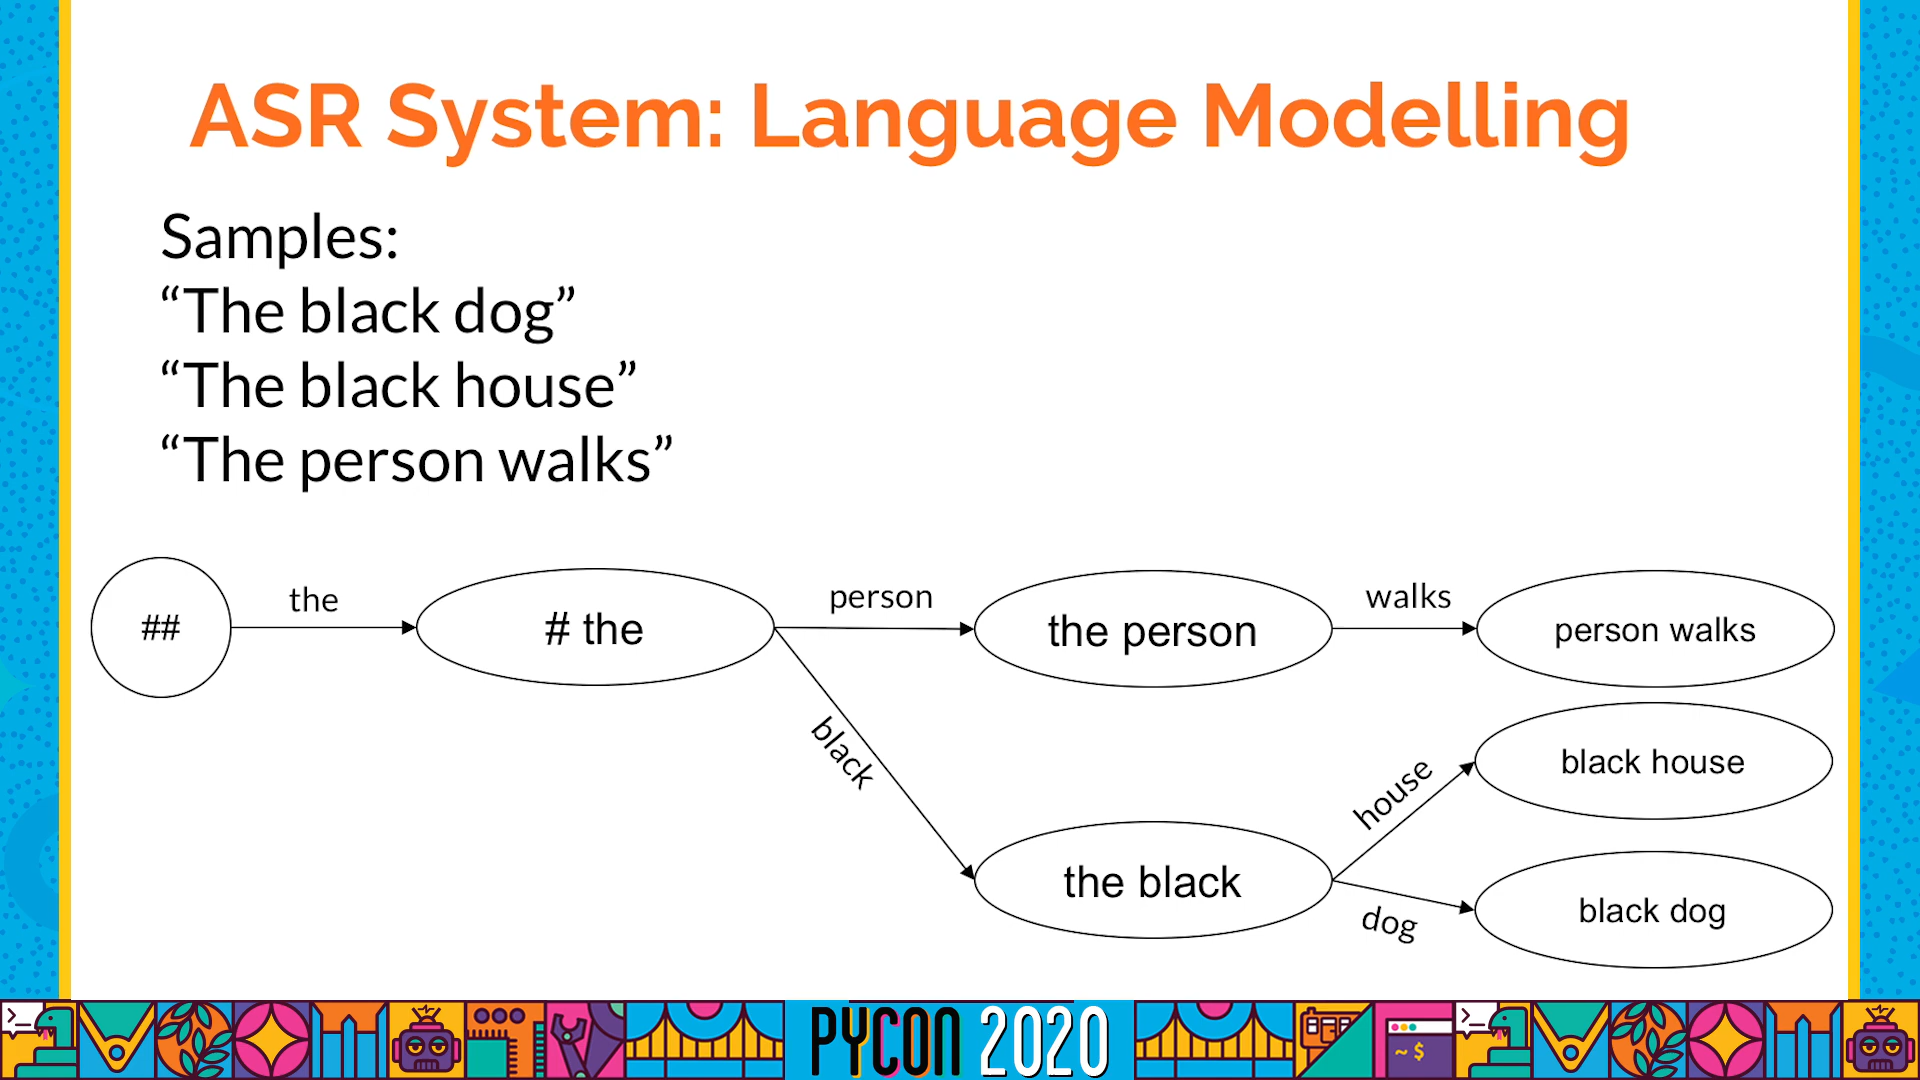 ASR System: Language Modelling
Samples:
“The black dog”
“The black house”
“The person walks”
##
the
# the
person
the person
walks
person walks
black
the black
house
black house
dog
black dog
PYCON 2020
>_
~ $
>_